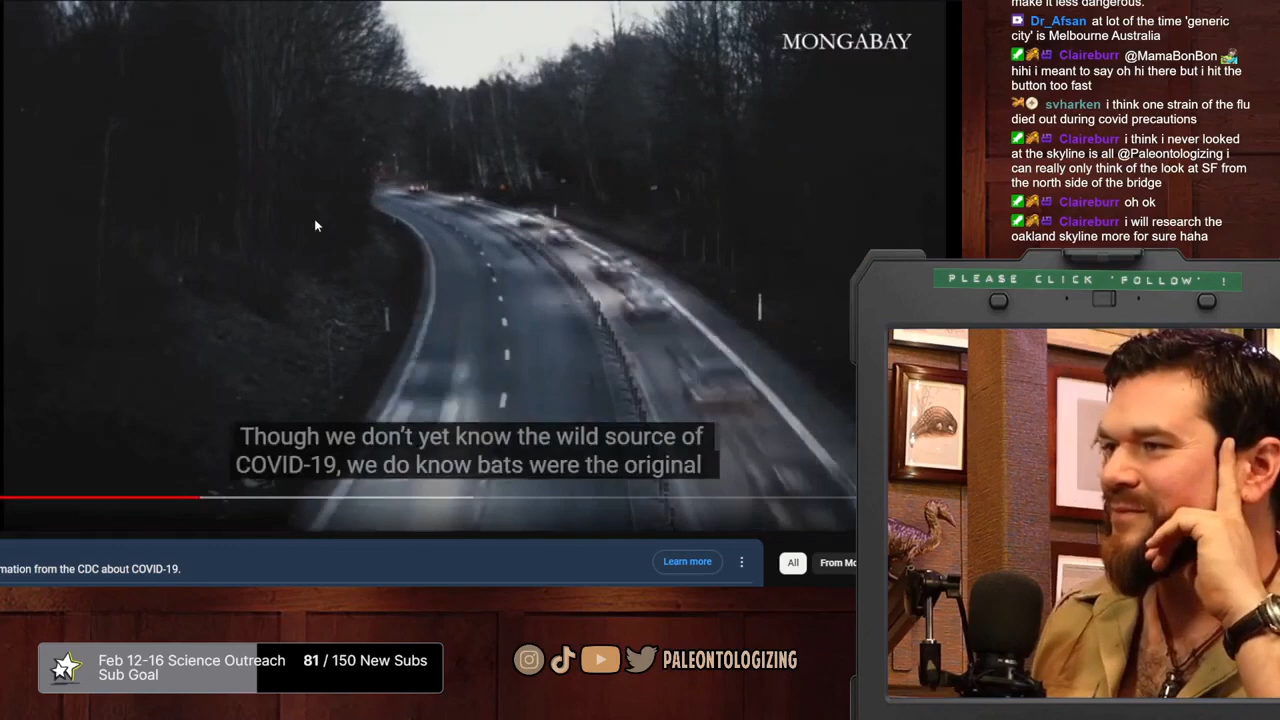 MONGABAY
Though we don't yet know the wild source of
COVID-19, we do know bats were the original
mation from the CDC about COVID-19.
Learn more
All
From Mo
Feb 12-16 Science Outreach
Sub Goal
81 / 150 New Subs
PALEONTOLOGIZING
make it less dangerous.
Dr_Afsan at lot of the time 'generic
city' is Melbourne Australia
Claireburr @MamaBonBon
hihi i meant to say oh hi there but i hit the
button too fast
svharken i think one strain of the flu
died out during covid precautions
Claireburr i think i never looked
at the skyline is all @Paleontologizing i
can really only think of the look at SF from
the north side of the bridge
Claireburr oh ok
Claireburr i will research the
oakland skyline more for sure haha
PLEASE CLICK 'FOLLOW' !